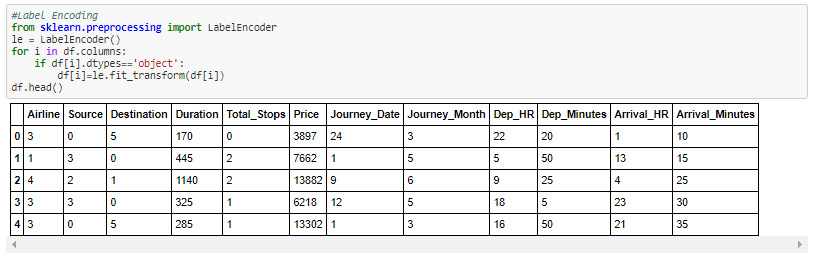 #Label Encoding
from sklearn.preprocessing import LabelEncoder
le = LabelEncoder()
for i in df.columns:
    if df[i].dtypes=='object':
        df[i]=le.fit_transform(df[i])
df.head()
Airline Source Destination Duration Total_Stops Price Journey_Date Journey_Month Dep_HR Dep_Minutes Arrival_HR Arrival_Minutes
0 3 0 5 170 0 3897 24 3 22 20 1 10
1 1 3 0 445 2 7662 1 5 5 50 13 15
2 4 2 1 1140 2 13882 9 6 9 25 4 25
3 3 3 0 325 1 6218 12 5 18 5 23 30
4 3 0 5 285 1 13302 1 3 16 50 21 35